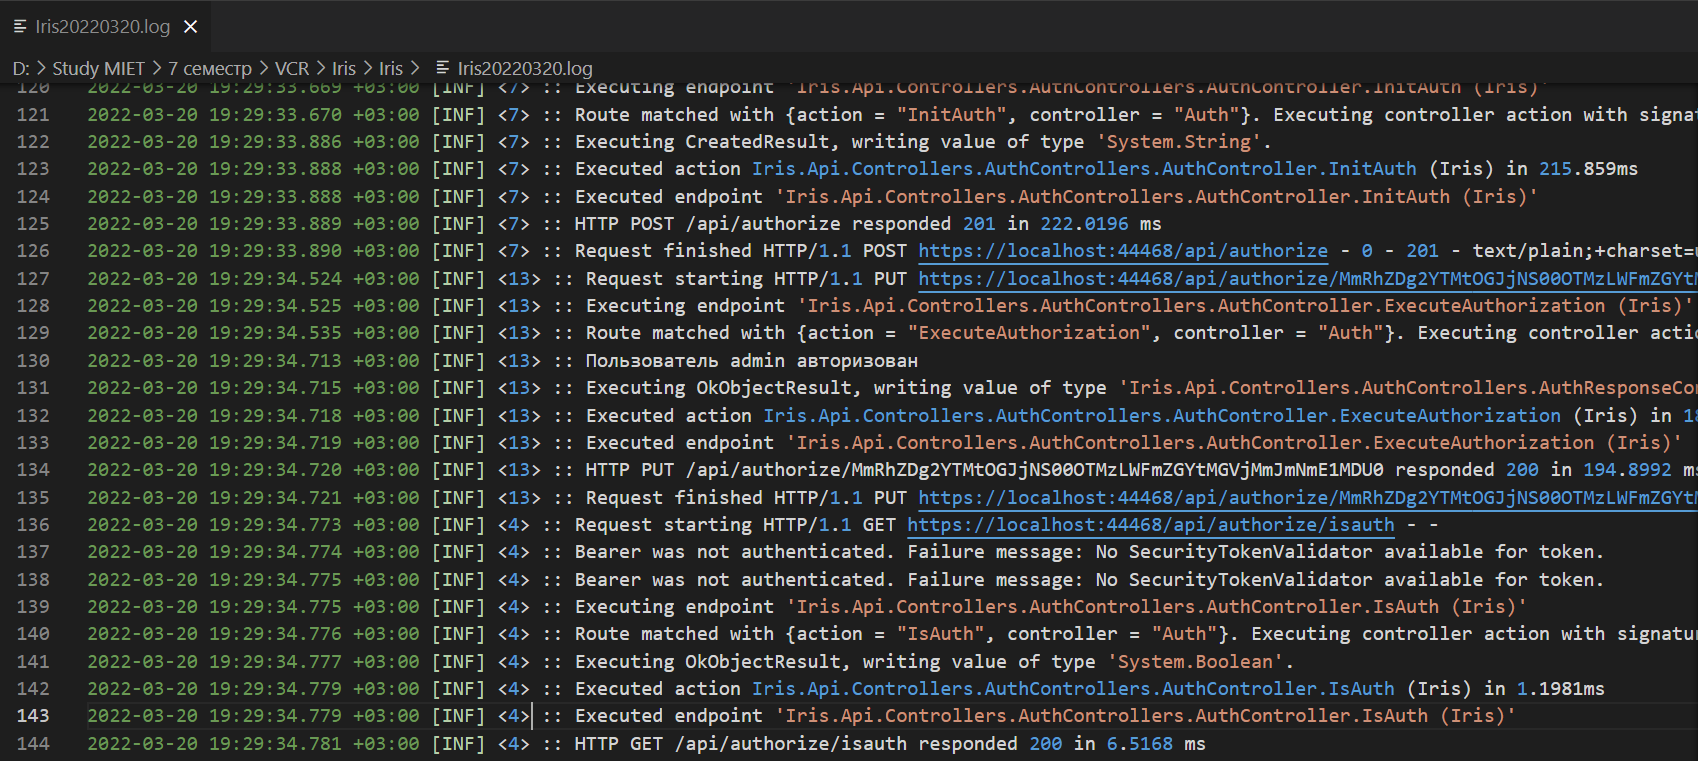 Iris20220320.log
D: > Study MIET > 7 семестр > VCR > Iris > Iris > Iris20220320.log
120 2022-03-20 19:29:33.669 +03:00 [INF] <7> :: Executing endpoint 'Iris.Api.Controllers.AuthControllers.AuthController.InitAuth (Iris)'
121 2022-03-20 19:29:33.670 +03:00 [INF] <7> :: Route matched with {action = "InitAuth", controller = "Auth"}. Executing controller action with signat
122 2022-03-20 19:29:33.886 +03:00 [INF] <7> :: Executing CreatedResult, writing value of type 'System.String'.
123 2022-03-20 19:29:33.888 +03:00 [INF] <7> :: Executed action Iris.Api.Controllers.AuthControllers.AuthController.InitAuth (Iris) in 215.859ms
124 2022-03-20 19:29:33.888 +03:00 [INF] <7> :: Executed endpoint 'Iris.Api.Controllers.AuthControllers.AuthController.InitAuth (Iris)'
125 2022-03-20 19:29:33.889 +03:00 [INF] <7> :: HTTP POST /api/authorize responded 201 in 222.0196 ms
126 2022-03-20 19:29:33.890 +03:00 [INF] <7> :: Request finished HTTP/1.1 POST https://localhost:44468/api/authorize - 0 - 201 - text/plain;+charset=u
127 2022-03-20 19:29:34.524 +03:00 [INF] <13> :: Request starting HTTP/1.1 PUT https://localhost:44468/api/authorize/MmRhZDg2YTMtOGJjNS00OTMzLWFmZGYtM
128 2022-03-20 19:29:34.525 +03:00 [INF] <13> :: Executing endpoint 'Iris.Api.Controllers.AuthControllers.AuthController.ExecuteAuthorization (Iris)'
129 2022-03-20 19:29:34.535 +03:00 [INF] <13> :: Route matched with {action = "ExecuteAuthorization", controller = "Auth"}. Executing controller actio
130 2022-03-20 19:29:34.713 +03:00 [INF] <13> :: Пользователь admin авторизован
131 2022-03-20 19:29:34.715 +03:00 [INF] <13> :: Executing OkObjectResult, writing value of type 'Iris.Api.Controllers.AuthControllers.AuthResponseCon
132 2022-03-20 19:29:34.718 +03:00 [INF] <13> :: Executed action Iris.Api.Controllers.AuthControllers.AuthController.ExecuteAuthorization (Iris) in 18
133 2022-03-20 19:29:34.719 +03:00 [INF] <13> :: Executed endpoint 'Iris.Api.Controllers.AuthControllers.AuthController.ExecuteAuthorization (Iris)'
134 2022-03-20 19:29:34.720 +03:00 [INF] <13> :: HTTP PUT /api/authorize/MmRhZDg2YTMtOGJjNS00OTMzLWFmZGYtMGVjMmJmNmE1MDU0 responded 200 in 194.8992 ms
135 2022-03-20 19:29:34.721 +03:00 [INF] <13> :: Request finished HTTP/1.1 PUT https://localhost:44468/api/authorize/MmRhZDg2YTMtOGJjNS00OTMzLWFmZGYtM
136 2022-03-20 19:29:34.773 +03:00 [INF] <4> :: Request starting HTTP/1.1 GET https://localhost:44468/api/authorize/isauth - -
137 2022-03-20 19:29:34.774 +03:00 [INF] <4> :: Bearer was not authenticated. Failure message: No SecurityTokenValidator available for token.
138 2022-03-20 19:29:34.775 +03:00 [INF] <4> :: Bearer was not authenticated. Failure message: No SecurityTokenValidator available for token.
139 2022-03-20 19:29:34.775 +03:00 [INF] <4> :: Executing endpoint 'Iris.Api.Controllers.AuthControllers.AuthController.IsAuth (Iris)'
140 2022-03-20 19:29:34.776 +03:00 [INF] <4> :: Route matched with {action = "IsAuth", controller = "Auth"}. Executing controller action with signatur
141 2022-03-20 19:29:34.777 +03:00 [INF] <4> :: Executing OkObjectResult, writing value of type 'System.Boolean'.
142 2022-03-20 19:29:34.779 +03:00 [INF] <4> :: Executed action Iris.Api.Controllers.AuthControllers.AuthController.IsAuth (Iris) in 1.1981ms
143 2022-03-20 19:29:34.779 +03:00 [INF] <4> :: Executed endpoint 'Iris.Api.Controllers.AuthControllers.AuthController.IsAuth (Iris)'
144 2022-03-20 19:29:34.781 +03:00 [INF] <4> :: HTTP GET /api/authorize/isauth responded 200 in 6.5168 ms